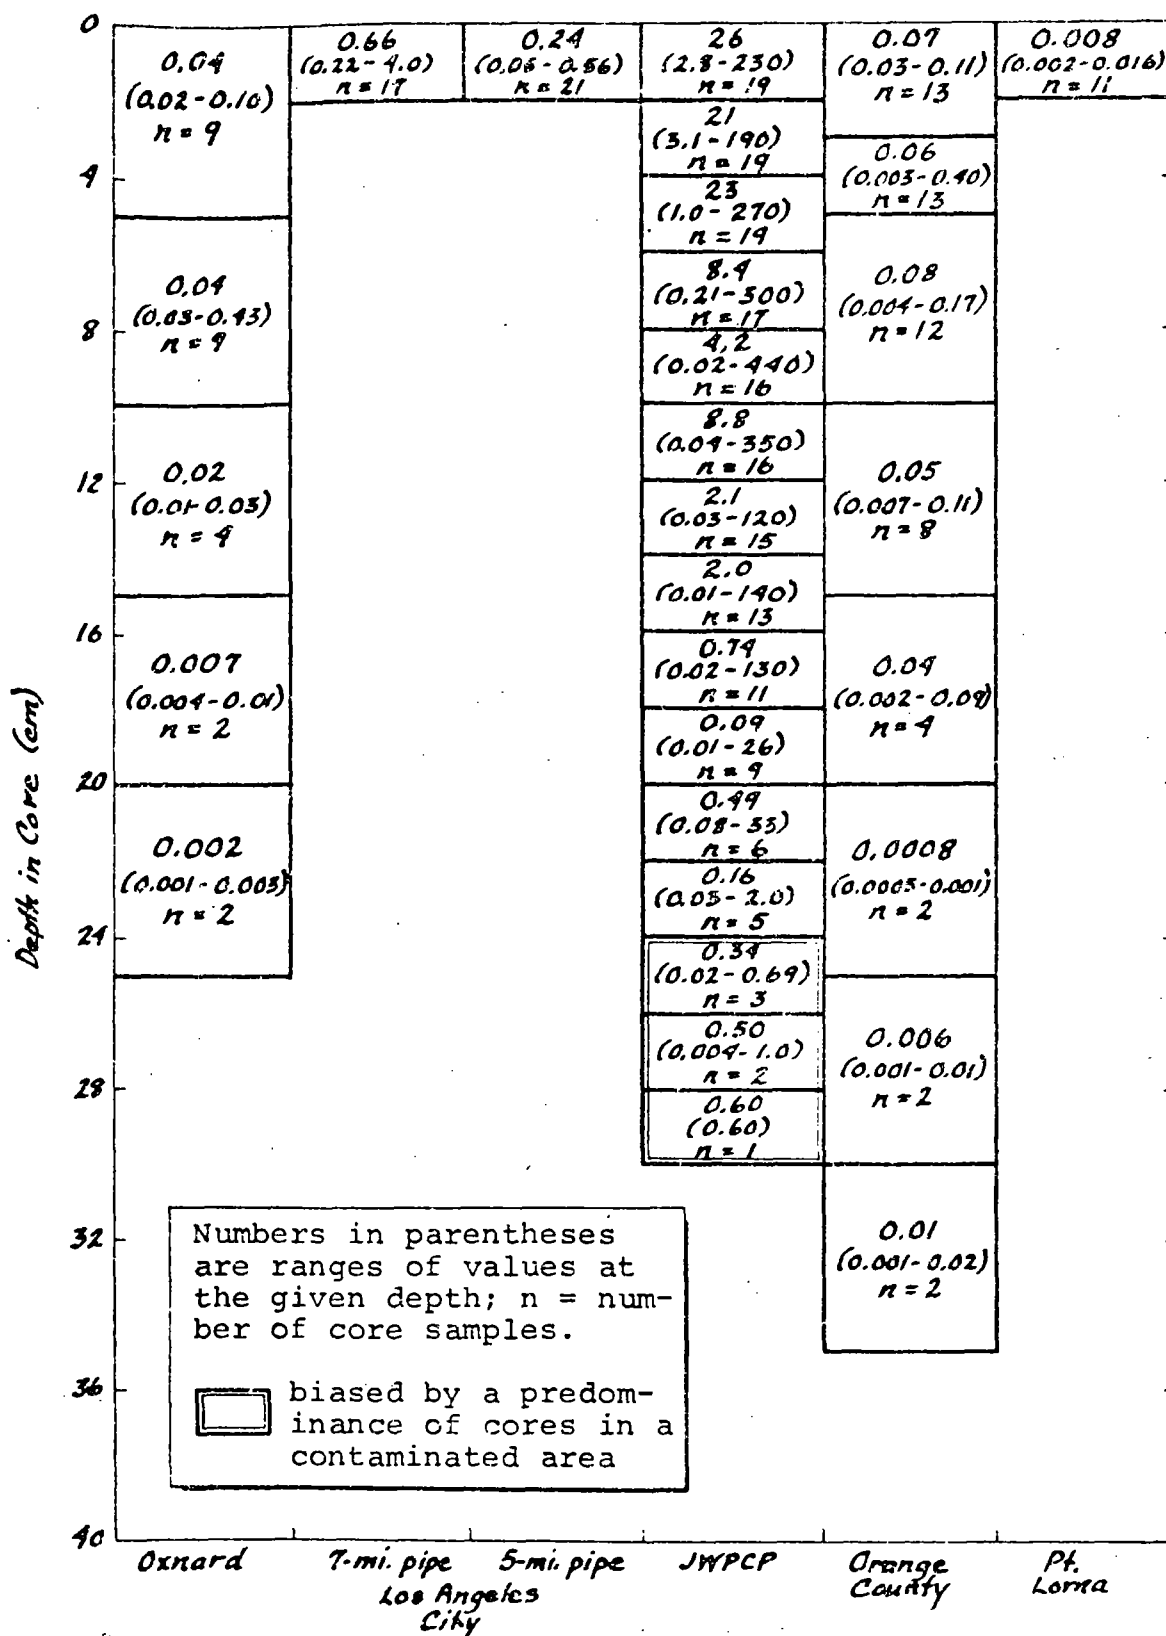 0
4
8
12
16
20
24
28
32
36
40
Depth in Core (cm)
0.04
(0.02-0.10)
n = 9
0.04
(0.03-0.43)
n = 9
0.02
(0.01-0.03)
n = 4
0.007
(0.004-0.01)
n = 2
0.002
(0.001-0.003)
n = 2
0.66
(0.22-4.0)
n = 17
0.24
n = 21
26
(2.8-230)
n = 19
21
(3.1-190)
n = 19
23
(1.0-270)
n = 19
8.4
(0.21-300)
n = 17
4.2
(0.02-440)
n = 16
8.8
(0.04-350)
n = 16
2.1
(0.03-120)
n = 15
2.0
(0.01-140)
n = 13
0.74
(0.02-130)
n = 11
0.09
(0.01-26)
n = 9
0.49
(0.08-33)
n = 6
0.16
(0.03-2.0)
n = 5
0.34
(0.02-0.69)
n = 3
0.50
(0.004-1.0)
n = 2
0.60
(0.60)
n = 1
0.07
(0.03-0.11)
n = 13
0.06
(0.003-0.40)
n = 13
0.08
(0.004-0.17)
n = 12
0.05
(0.007-0.11)
n = 8
0.04
(0.002-0.09)
n = 4
0.0008
(0.0003-0.001)
n = 2
0.006
(0.001-0.01)
n = 2
0.01
(0.001-0.02)
n = 2
0.008
(0.002-0.016)
n = 11
Numbers in parentheses
are ranges of values at
the given depth; n = num-
ber of core samples.
biased by a predom-
inance of cores in a
contaminated area
Oxnard
7-mi. pipe
5-mi. pipe
Los Angeles
City
JWPCP
Orange
County
Pt.
Loma